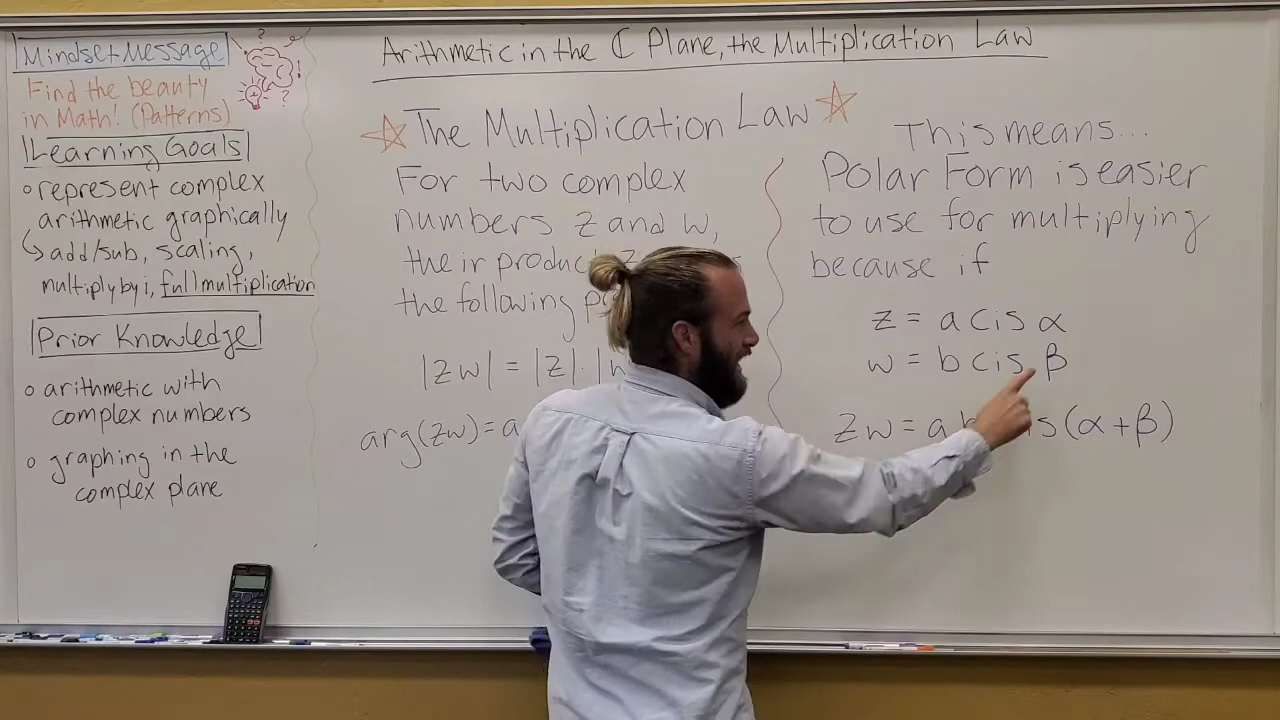 Arithmetic in the ℂ Plane, the Multiplication Law
Mindset Message
Find the beauty
in Math! (Patterns)
Learning Goals
◦ represent complex
arithmetic graphically
↳ add/sub, scaling,
multiply by i, full multiplication
Prior Knowledge
◦ arithmetic with
complex numbers
◦ graphing in the
complex plane
☆ The Multiplication Law ☆
For two complex
numbers z and w,
their produc
the following p
|zw| = |z| · |w
arg(zw) = a
This means...
Polar Form is easier
to use for multiplying
because if
z = a cis α
w = b cis β
zw = a b is (α + β)